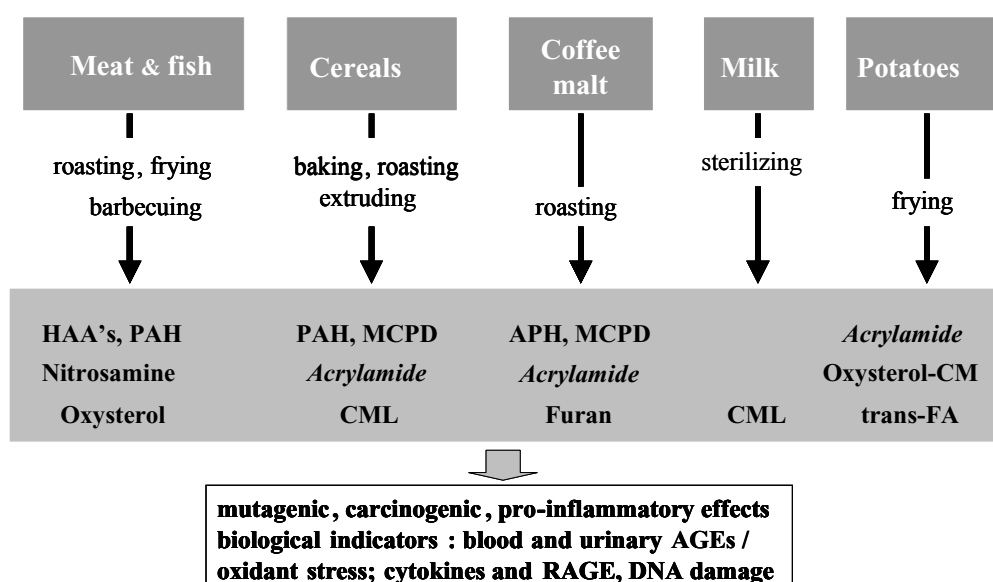 Meat & fish
Cereals
Coffee
malt
Milk
Potatoes
roasting, frying
barbecuing
baking, roasting
extruding
roasting
sterilizing
frying
HAA's, PAH
Nitrosamine
Oxysterol
PAH, MCPD
Acrylamide
CML
APH, MCPD
Acrylamide
Furan
CML
Acrylamide
Oxysterol-CM
trans-FA
mutagenic, carcinogenic, pro-inflammatory effects
biological indicators : blood and urinary AGEs /
oxidant stress; cytokines and RAGE, DNA damage